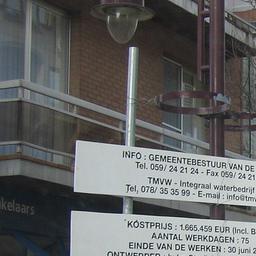 INFO : GEMEENTEBESTUUR VAN DE
Tel. 059/ 24 21 24 - Fax 059/ 24 21
TMVW - Integraal waterbedrijf
Tel. 078/ 35 35 99 - E-mail : info@tmv
kelaars
KOSTPRIJS : 1.665.459 EUR (Incl. B
AANTAL WERKDAGEN : 75
EINDE VAN DE WERKEN : 30 juni 2